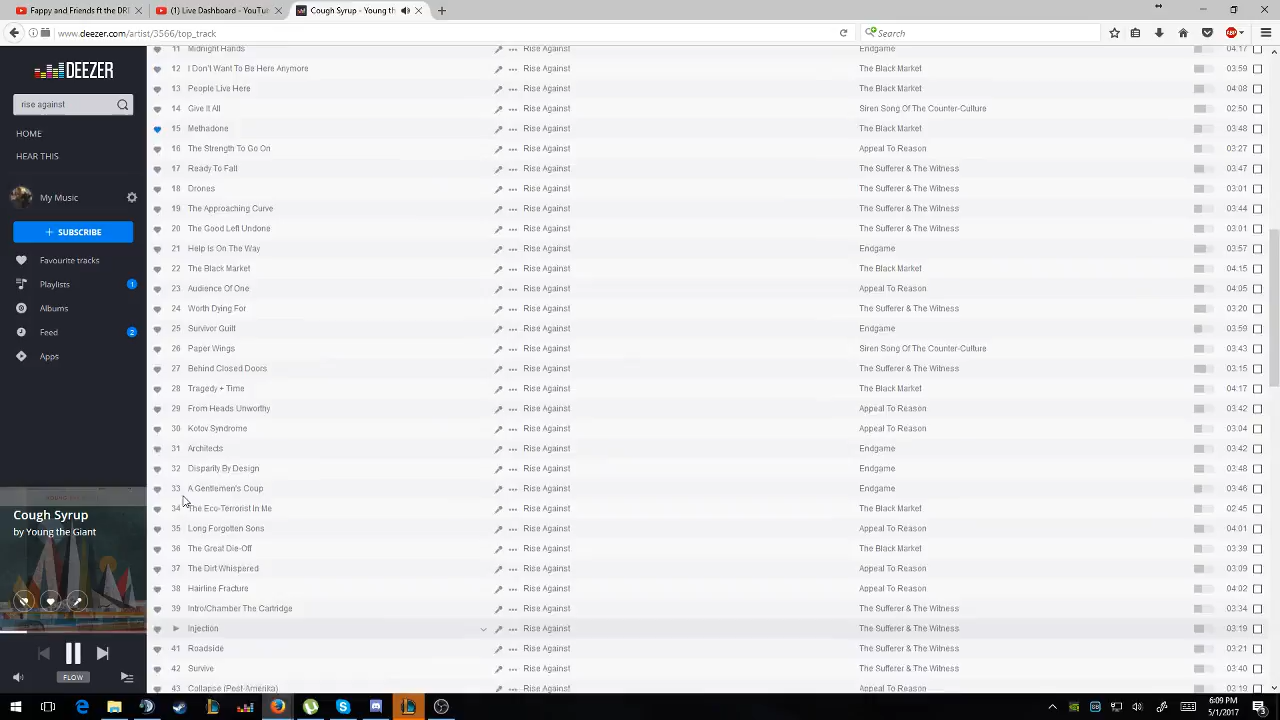 Fappy and Friends ft the DRI
(1) Live Dashboard - YouTub
Cough Syrup - Young th
www.deezer.com/artist/3566/top_track
Search
ABP
DEEZER
rise against
HOME
HEAR THIS
My Music
+ SUBSCRIBE
Favourite tracks
Playlists 1
Albums
Feed 2
Apps
Cough Syrup
by Young the Giant
FLOW
11 Midnight Hands Rise Against Endgame 04:17
12 I Don't Want To Be Here Anymore Rise Against The Black Market 03:59
13 People Live Here Rise Against The Black Market 04:08
14 Give It All Rise Against Siren Song Of The Counter-Culture 02:50
15 Methadone Rise Against The Black Market 03:48
16 The Strength To Go On Rise Against Appeal To Reason 03:27
17 Ready To Fall Rise Against The Sufferer & The Witness 03:47
18 Drones Rise Against The Sufferer & The Witness 03:01
19 The Approaching Curve Rise Against The Sufferer & The Witness 03:44
20 The Good Left Undone Rise Against The Sufferer & The Witness 03:01
21 Help Is On The Way Rise Against Endgame 03:57
22 The Black Market Rise Against The Black Market 04:15
23 Audience Of One Rise Against Appeal To Reason 04:05
24 Worth Dying For Rise Against The Sufferer & The Witness 03:20
25 Survivor Guilt Rise Against Endgame 03:59
26 Paper Wings Rise Against Siren Song Of The Counter-Culture 03:43
27 Behind Closed Doors Rise Against The Sufferer & The Witness 03:15
28 Tragedy + Time Rise Against The Black Market 04:17
29 From Heads Unworthy Rise Against Appeal To Reason 03:42
30 Kotov Syndrome Rise Against Appeal To Reason 03:04
31 Architects Rise Against Endgame 03:42
32 Disparity By Design Rise Against Endgame 03:48
33 A Gentlemen's Coup Rise Against Endgame 03:46
34 The Eco-Terrorist In Me Rise Against The Black Market 02:45
35 Long Forgotten Sons Rise Against Appeal To Reason 04:01
36 The Great Die-Off Rise Against The Black Market 03:39
37 The Dirt Whispered Rise Against Appeal To Reason 03:09
38 Hairline Fracture Rise Against Appeal To Reason 04:02
39 Intro/Chamber The Cartridge Rise Against The Sufferer & The Witness 03:34
Injection Rise Against The Sufferer & The Witness 03:19
41 Roadside Rise Against The Sufferer & The Witness 03:21
42 Survive Rise Against The Sufferer & The Witness 03:40
43 Collapse (Post-Amerika) Rise Against Appeal To Reason 03:19
6:09 PM
5/1/2017